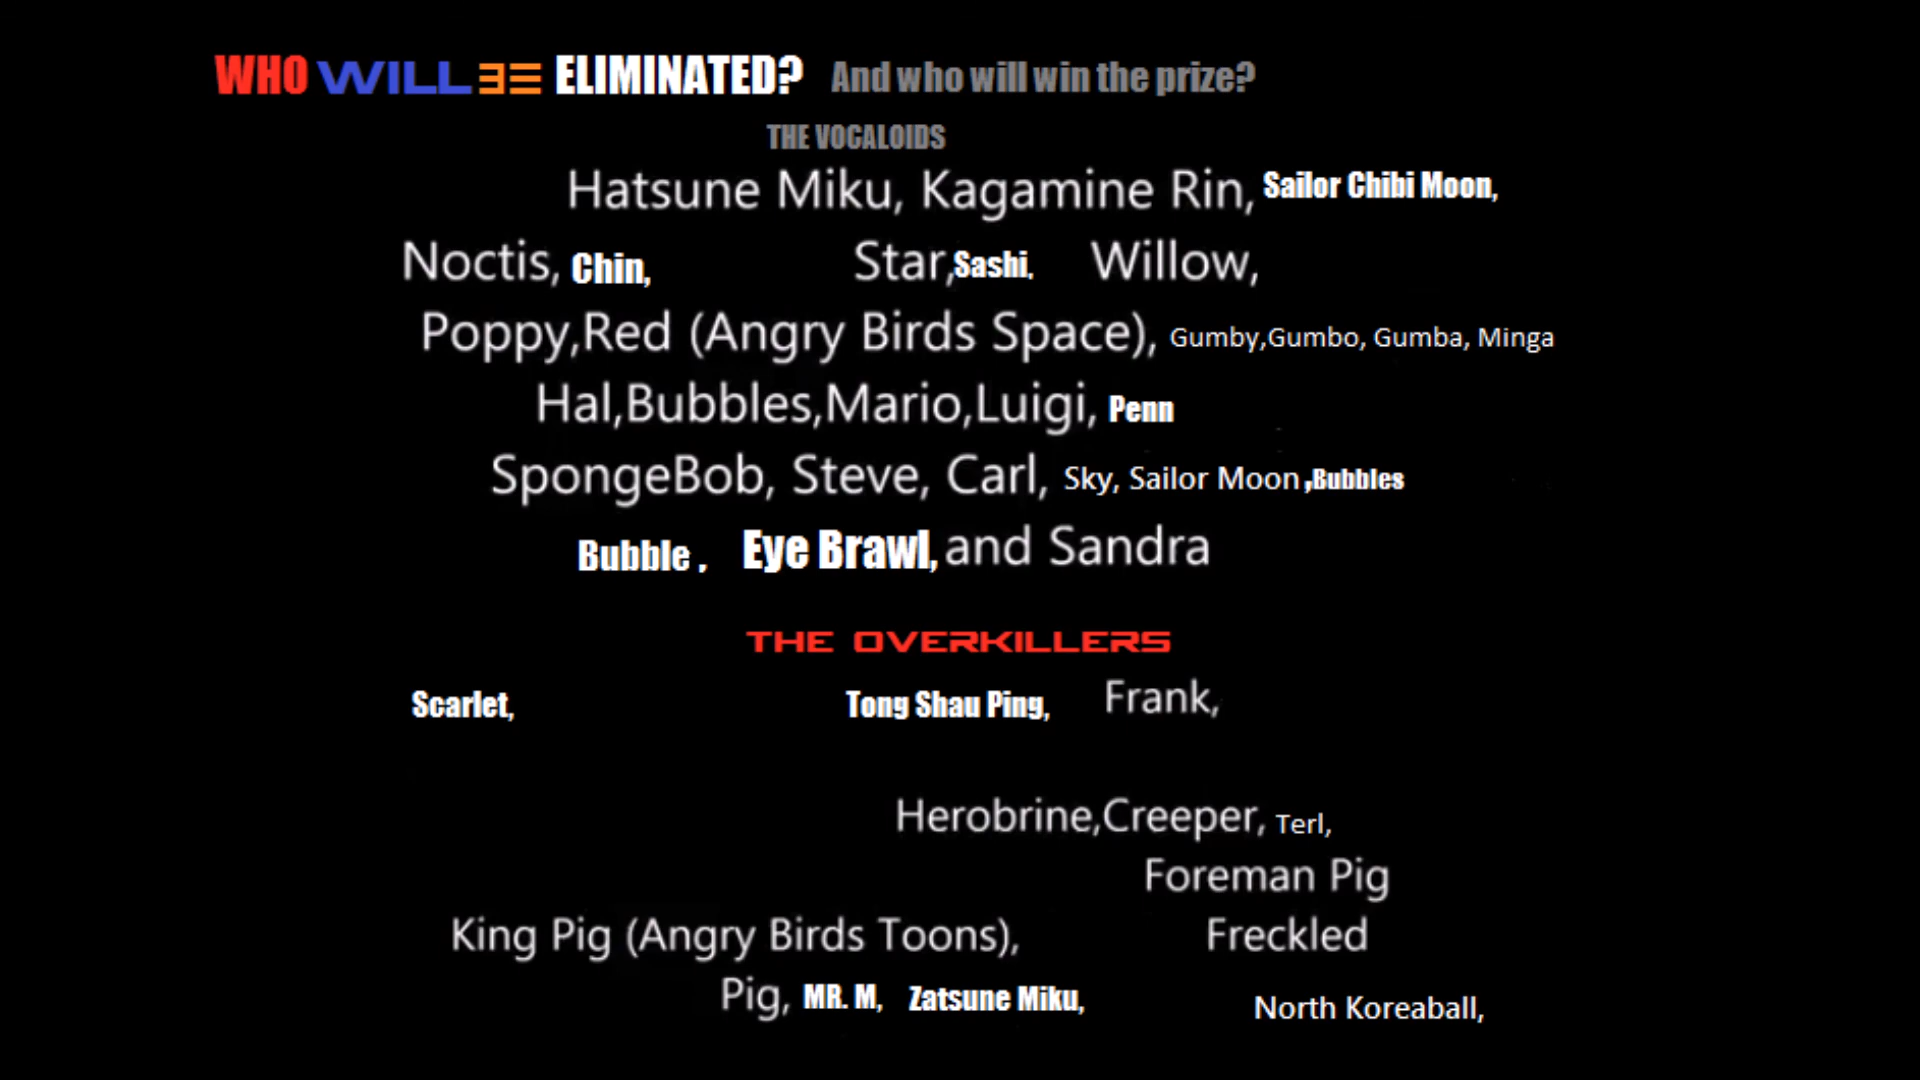 WHO WILL BE ELIMINATED? And who will win the prize?
THE VOCALOIDS
Hatsune Miku, Kagamine Rin, Sailor Chibi Moon,
Noctis, Chin, Star,Sashi, Willow,
Poppy,Red (Angry Birds Space), Gumby,Gumbo, Gumba, Minga
Hal,Bubbles,Mario,Luigi, Penn
SpongeBob, Steve, Carl, Sky, Sailor Moon ,Bubbles
Bubble , Eye Brawl, and Sandra
THE OVERKILLERS
Scarlet, Tong Shau Ping, Frank,
Herobrine,Creeper, Terl,
Foreman Pig
King Pig (Angry Birds Toons), Freckled
Pig, MR. M, Zatsune Miku, North Koreaball,